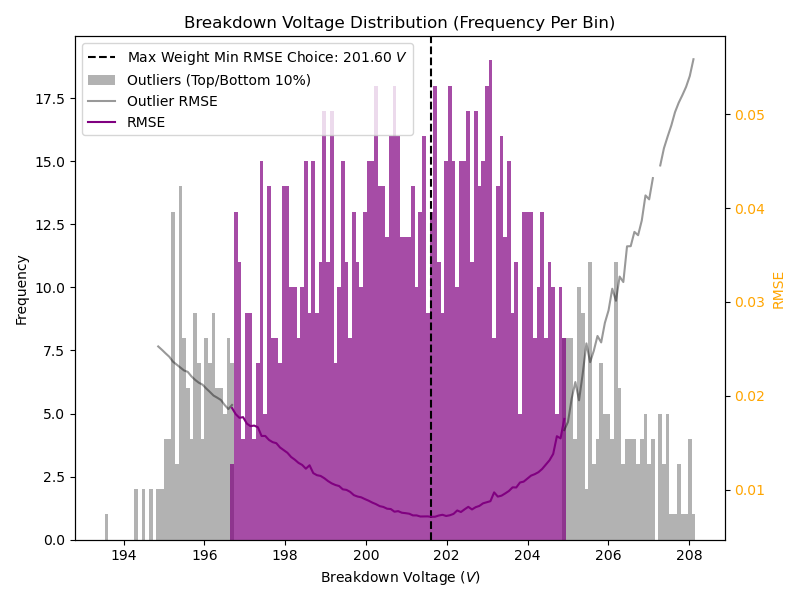 Breakdown Voltage Distribution (Frequency Per Bin)
Max Weight Min RMSE Choice: 201.60 V
Outliers (Top/Bottom 10%)
Outlier RMSE
RMSE
17.5
15.0
12.5
10.0
7.5
5.0
2.5
0.0
Frequency
0.05
0.04
0.03
0.02
0.01
RMSE
194 196 198 200 202 204 206 208
Breakdown Voltage (V)